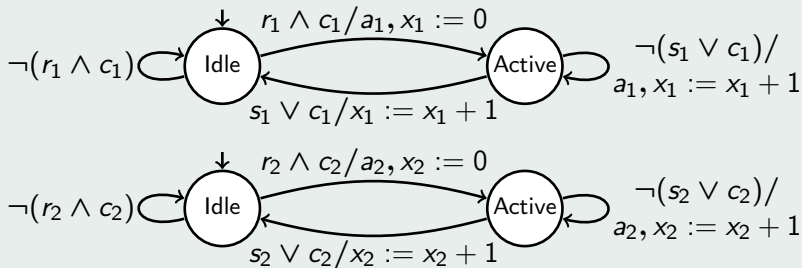 r₁ ∧ c₁/a₁, x₁ := 0
¬(r₁ ∧ c₁) Idle Active ¬(s₁ ∨ c₁)/
a₁, x₁ := x₁ + 1
s₁ ∨ c₁/x₁ := x₁ + 1
r₂ ∧ c₂/a₂, x₂ := 0
¬(r₂ ∧ c₂) Idle Active ¬(s₂ ∨ c₂)/
a₂, x₂ := x₂ + 1
s₂ ∨ c₂/x₂ := x₂ + 1